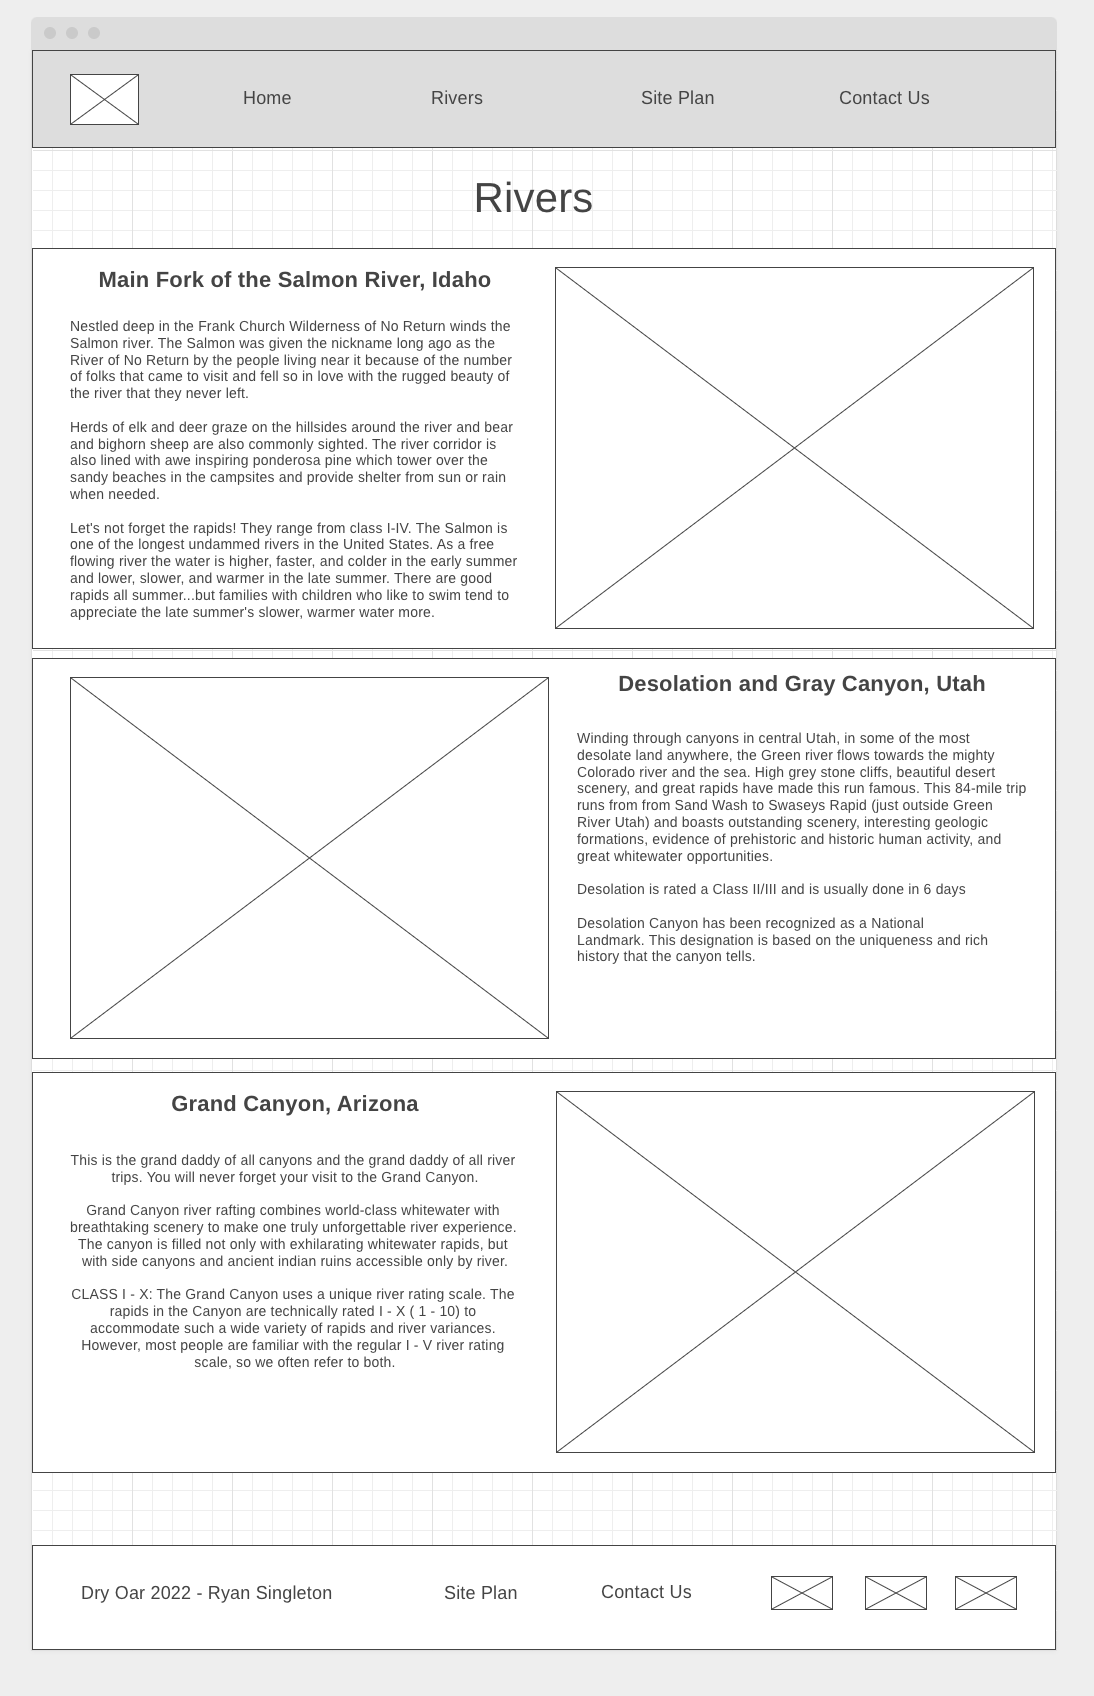 Home Rivers Site Plan Contact Us
Rivers
Main Fork of the Salmon River, Idaho
Nestled deep in the Frank Church Wilderness of No Return winds the
Salmon river. The Salmon was given the nickname long ago as the
River of No Return by the people living near it because of the number
of folks that came to visit and fell so in love with the rugged beauty of
the river that they never left.
Herds of elk and deer graze on the hillsides around the river and bear
and bighorn sheep are also commonly sighted. The river corridor is
also lined with awe inspiring ponderosa pine which tower over the
sandy beaches in the campsites and provide shelter from sun or rain
when needed.
Let's not forget the rapids! They range from class I-IV. The Salmon is
one of the longest undammed rivers in the United States. As a free
flowing river the water is higher, faster, and colder in the early summer
and lower, slower, and warmer in the late summer. There are good
rapids all summer...but families with children who like to swim tend to
appreciate the late summer's slower, warmer water more.
Desolation and Gray Canyon, Utah
Winding through canyons in central Utah, in some of the most
desolate land anywhere, the Green river flows towards the mighty
Colorado river and the sea. High grey stone cliffs, beautiful desert
scenery, and great rapids have made this run famous. This 84-mile trip
runs from from Sand Wash to Swaseys Rapid (just outside Green
River Utah) and boasts outstanding scenery, interesting geologic
formations, evidence of prehistoric and historic human activity, and
great whitewater opportunities.
Desolation is rated a Class II/III and is usually done in 6 days
Desolation Canyon has been recognized as a National
Landmark. This designation is based on the uniqueness and rich
history that the canyon tells.
Grand Canyon, Arizona
This is the grand daddy of all canyons and the grand daddy of all river
trips. You will never forget your visit to the Grand Canyon.
Grand Canyon river rafting combines world-class whitewater with
breathtaking scenery to make one truly unforgettable river experience.
The canyon is filled not only with exhilarating whitewater rapids, but
with side canyons and ancient indian ruins accessible only by river.
CLASS I - X: The Grand Canyon uses a unique river rating scale. The
rapids in the Canyon are technically rated I - X ( 1 - 10) to
accommodate such a wide variety of rapids and river variances.
However, most people are familiar with the regular I - V river rating
scale, so we often refer to both.
Dry Oar 2022 - Ryan Singleton Site Plan Contact Us